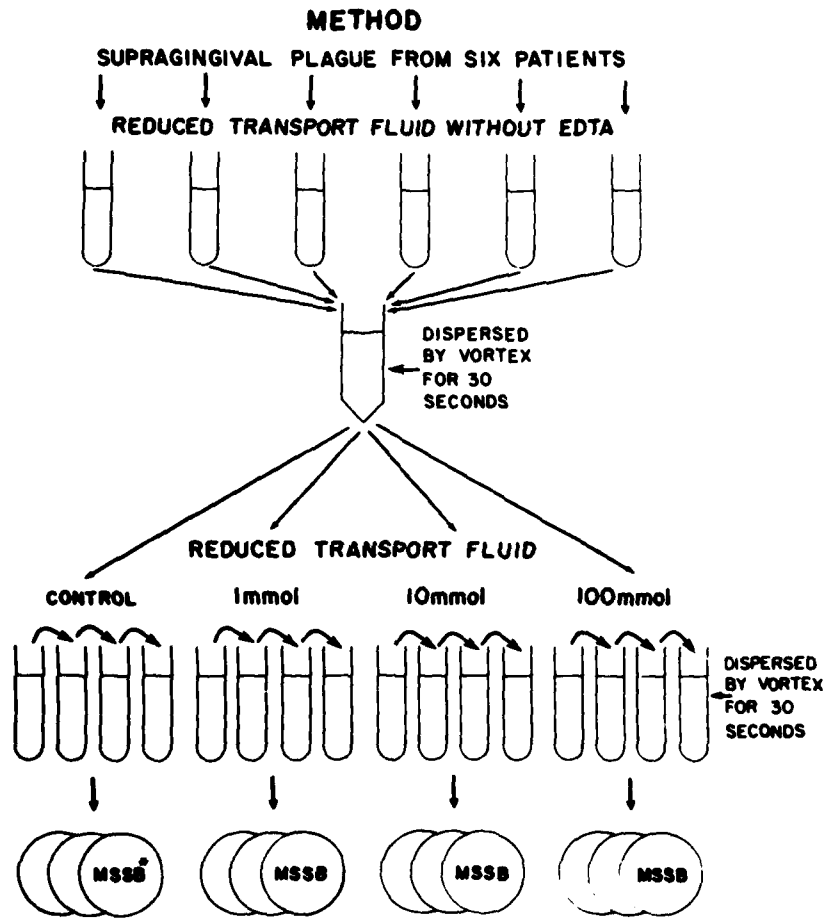 METHOD
SUPRAGINGIVAL PLAGUE FROM SIX PATIENTS
REDUCED TRANSPORT FLUID WITHOUT EDTA
DISPERSED
BY VORTEX
FOR 30
SECONDS
REDUCED TRANSPORT FLUID
CONTROL 1mmol 10mmol 100mmol
DISPERSED
BY VORTEX
FOR 30
SECONDS
MSSB* MSSB MSSB MSSB